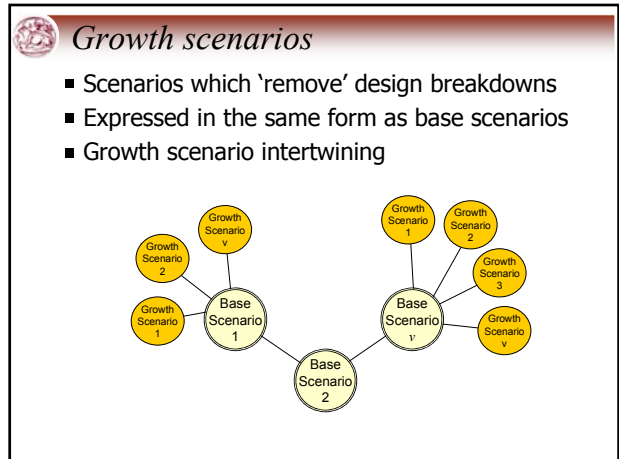 Growth scenarios
Scenarios which ‘remove’ design breakdowns
Expressed in the same form as base scenarios
Growth scenario intertwining
Growth
Scenario
v
Growth
Scenario
2
Growth
Scenario
1
Base
Scenario
1
Base
Scenario
2
Base
Scenario
v
Growth
Scenario
1
Growth
Scenario
2
Growth
Scenario
3
Growth
Scenario
v